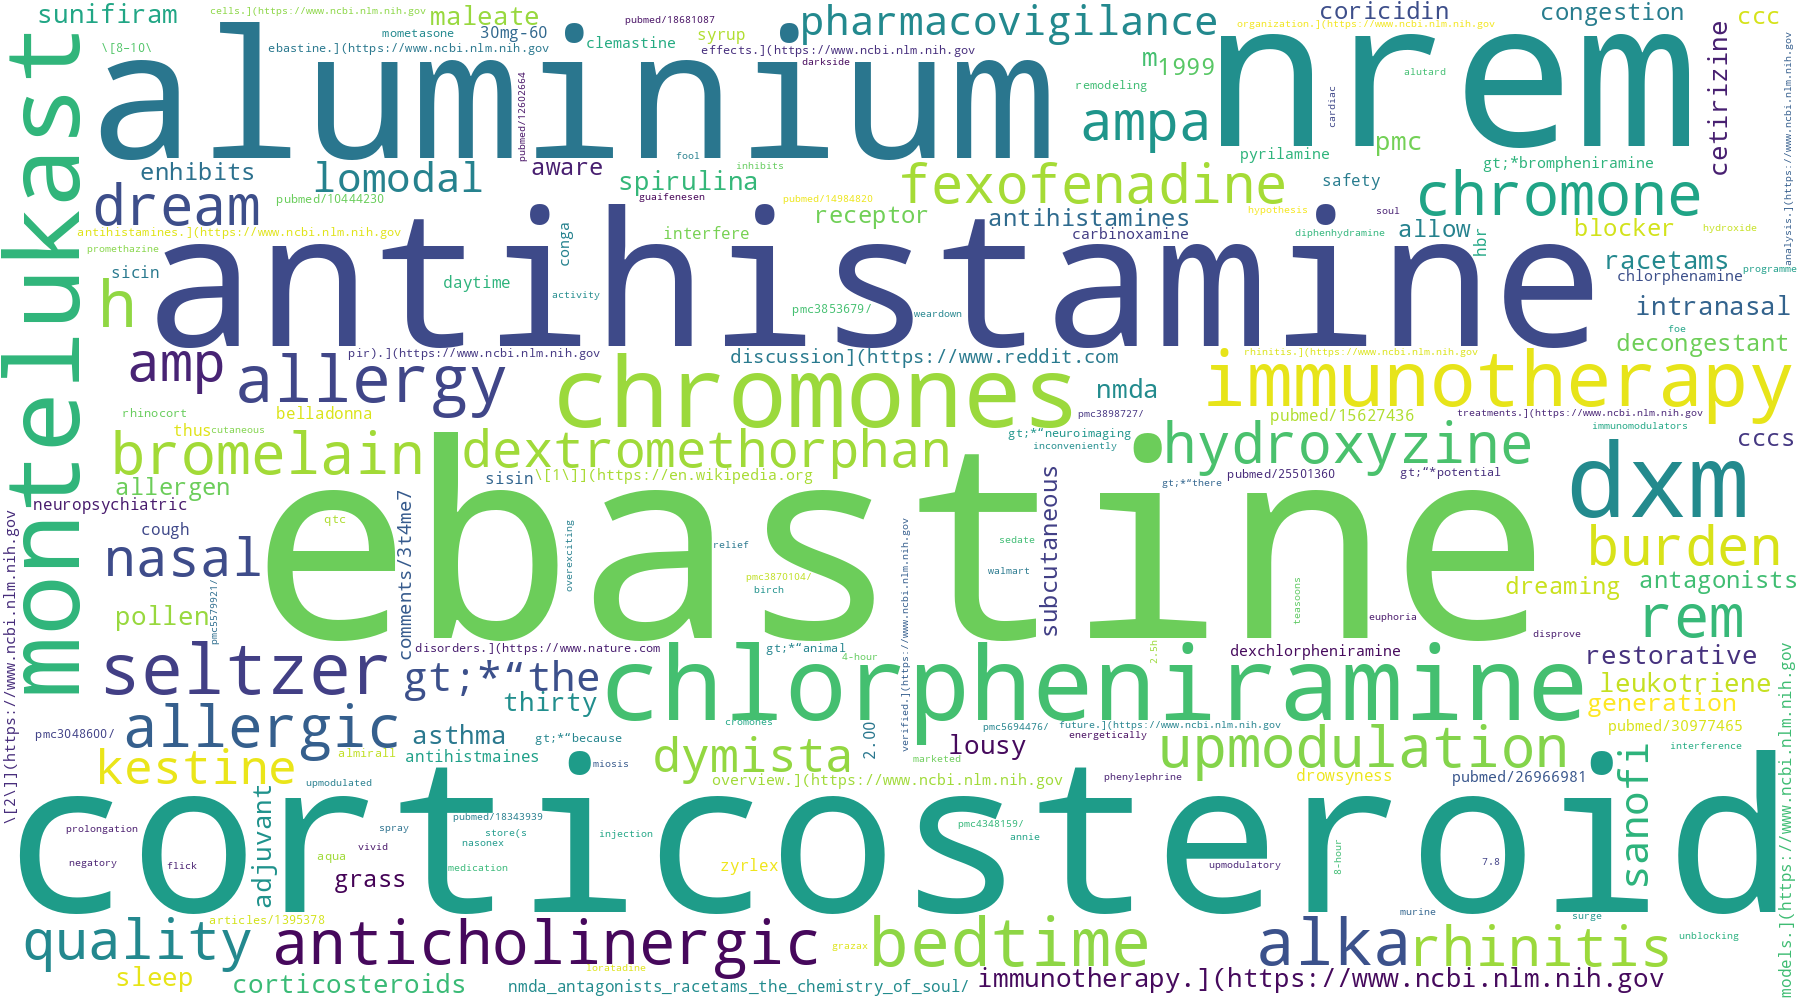 sunifiram
cells.](https://www.ncbi.nlm.nih.gov
maleate
pubmed/18681087
pharmacovigilance
coricidin
congestion
ccc
organization.](https://www.ncbi.nlm.nih.gov
\[8–10\
mometasone
30mg-60
clemastine
syrup
ebastine.](https://www.ncbi.nlm.nih.gov
effects.](https://www.ncbi.nlm.nih.gov
darkside
m
1999
alutard
cetirizine
analysis.](https://www.ncbi.nlm.nih.gov
montelukast
aluminium
nrem
remodeling
cardiac
pubmed/12602664
ampa
pmc
fool
inhibits
pyrilamine
gt;*brompheniramine
enhibits
lomodal
aware
spirulina
guaifenesen
pubmed/14984820
fexofenadine
safety
chromone
dream
pubmed/10444230
receptor
antihistamines
hypothesis
soul
antihistamines.](https://www.ncbi.nlm.nih.gov
conga
interfere
carbinoxamine
diphenhydramine
allow
hbr
blocker
hydroxide
promethazine
antihistamine
racetams
sicin
chlorphenamine
programme
h
daytime
activity
pmc3853679/
weardown
intranasal
foe
decongestant
amp
pir).](https://www.ncbi.nlm.nih.gov
discussion](https://www.reddit.com
rhinitis.](https://www.ncbi.nlm.nih.gov
allergy
chromones
nmda
immunotherapy
rhinocort
belladonna
pmc3898727/
pubmed/15627436
treatments.](https://www.ncbi.nlm.nih.gov
thus
cutaneous
gt;*“neuroimaging
immunomodulators
cccs
bromelain
dextromethorphan
inconveniently
hydroxyzine
allergen
sisin
\[1\]](https://en.wikipedia.org
gt;*“there
pubmed/25501360
gt;“*potential
dxm
neuropsychiatric
ebastine
subcutaneous
comments/3t4me7
\[2\]](https://www.ncbi.nlm.nih.gov
cough
qtc
overexciting
relief
verified.](https://www.ncbi.nlm.nih.gov
sedate
burden
nasal
pmc5579921/
pmc3870104/
birch
walmart
teasoons
dreaming
antagonists
pollen
euphoria
rem
disprove
disorders.](https://www.nature.com
gt;*“animal
4-hour
2.5h
dexchlorpheniramine
restorative
models.](https://www.ncbi.nlm.nih.gov
seltzer
gt;*“the
chlorpheniramine
leukotriene
thirty
generation
allergic
cromones
2.00
pmc5694476/
future.](https://www.ncbi.nlm.nih.gov
pubmed/30977465
pmc3048600/
asthma
gt;*“because
energetically
lousy
interference
almirall
antihistmaines
dymista
marketed
upmodulation
kestine
miosis
overview.](https://www.ncbi.nlm.nih.gov
phenylephrine
drowsyness
pubmed/26966981
sanofi
upmodulated
corticosteroid
adjuvant
prolongation
spray
pubmed/18343939
store(s
injection
pmc4348159/
annie
8-hour
vivid
nasonex
negatory
flick
aqua
medication
zyrlex
upmodulatory
7.8
grass
articles/1395378
murine
surge
quality
anticholinergic
grazax
bedtime
alka
rhinitis
unblocking
sleep
loratadine
corticosteroids
nmda_antagonists_racetams_the_chemistry_of_soul/
immunotherapy.](https://www.ncbi.nlm.nih.gov